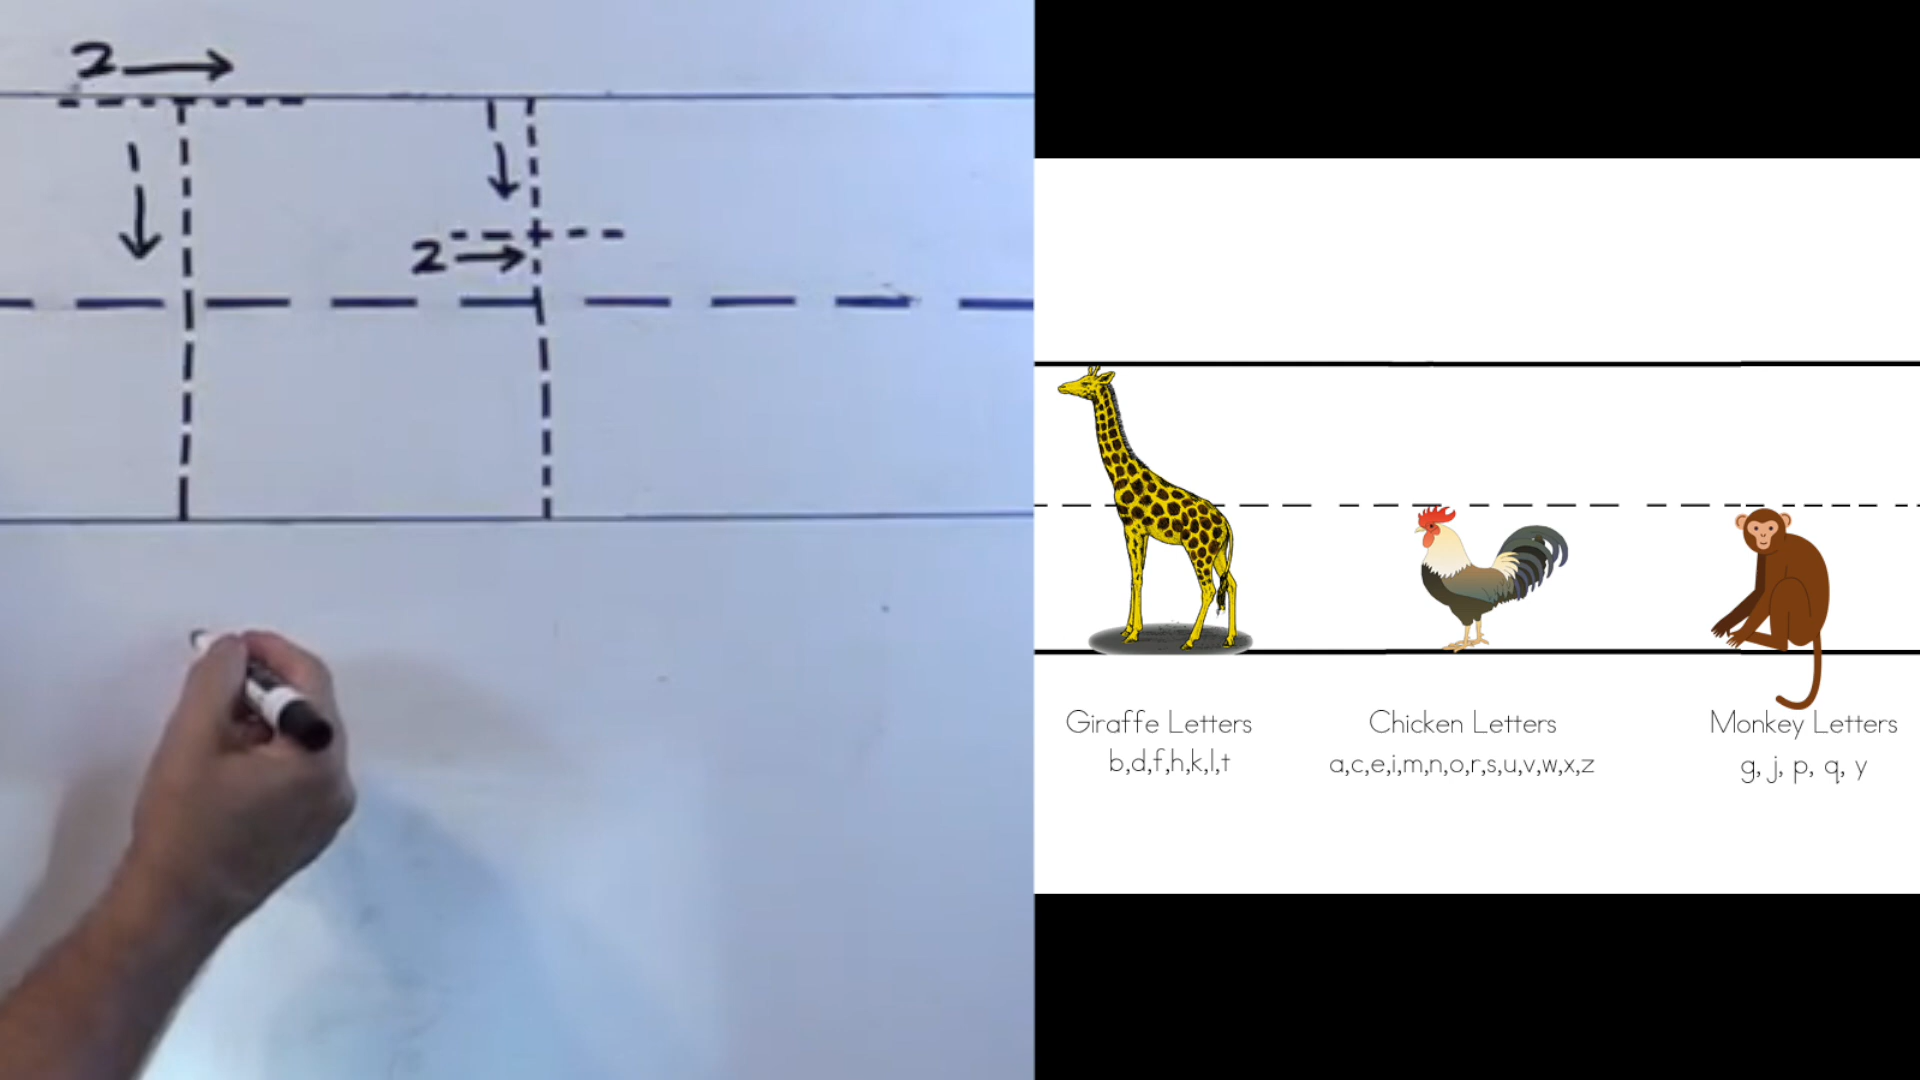 2
2
Giraffe Letters
b,d,f,h,k,l,t
Chicken Letters
a,c,e,i,m,n,o,r,s,u,v,w,x,z
Monkey Letters
g, j, p, q, y